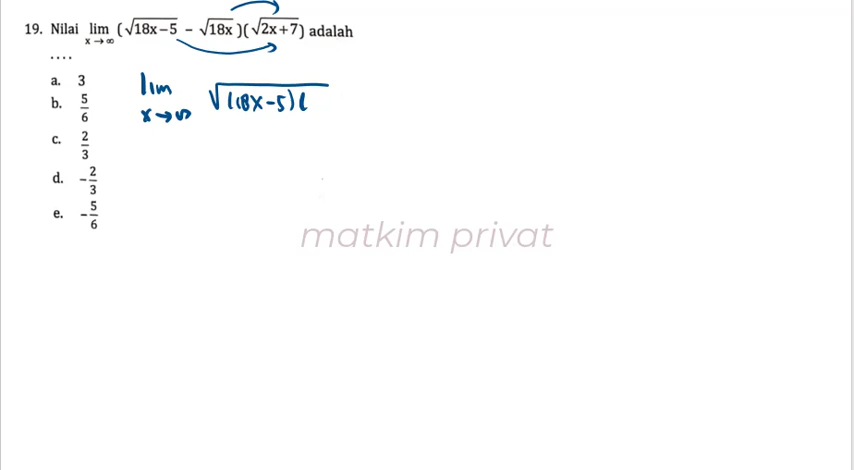 19. Nilai lim x→∞ (√18x−5 − √18x)(√2x+7) adalah
....
a. 3
b. 5/6
c. 2/3
d. −2/3
e. −5/6
lim x→∞ √(18x−5)(
matkim privat